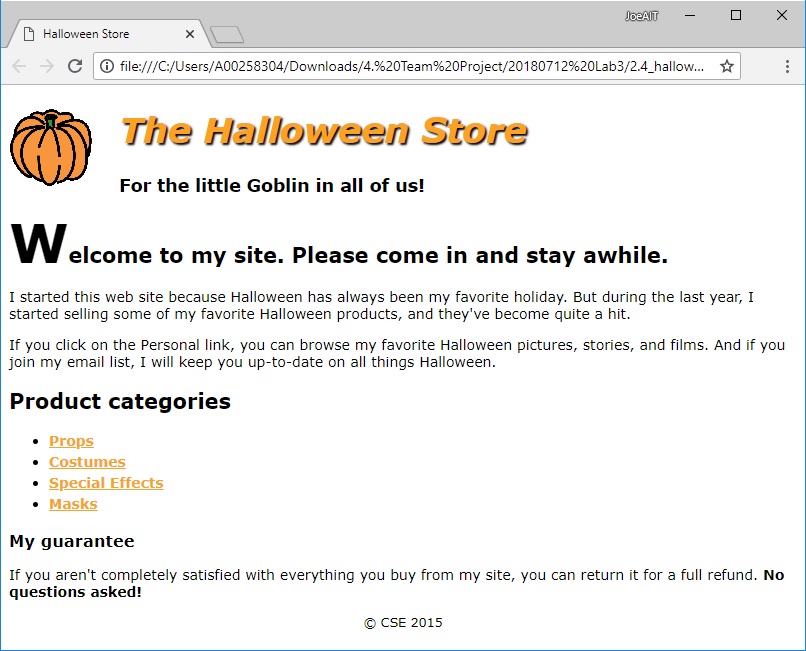 JoeAIT
Halloween Store
file:///C:/Users/A00258304/Downloads/4.%20Team%20Project/20180712%20Lab3/2.4_hallow...
The Halloween Store
For the little Goblin in all of us!
Welcome to my site. Please come in and stay awhile.
I started this web site because Halloween has always been my favorite holiday. But during the last year, I
started selling some of my favorite Halloween products, and they've become quite a hit.
If you click on the Personal link, you can browse my favorite Halloween pictures, stories, and films. And if you
join my email list, I will keep you up-to-date on all things Halloween.
Product categories
Props
Costumes
Special Effects
Masks
My guarantee
If you aren't completely satisfied with everything you buy from my site, you can return it for a full refund. No
questions asked!
© CSE 2015